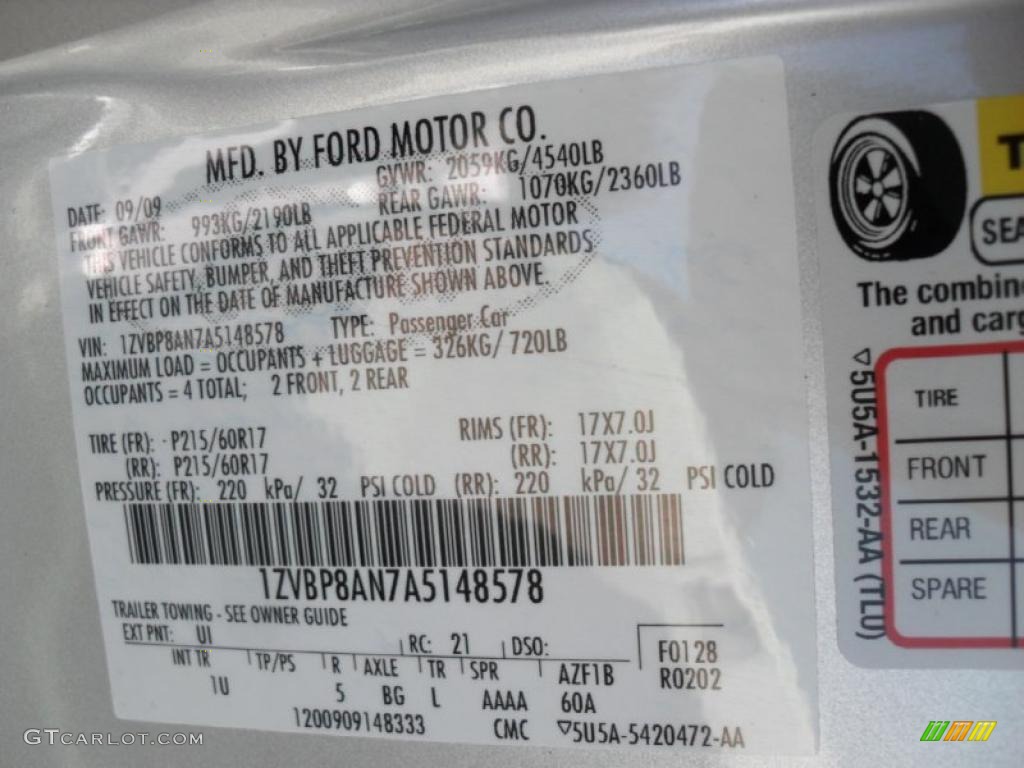 MFD. BY FORD MOTOR CO.
DATE: 09/09 GVWR: 2059KG/4540LB
FRONT GAWR: 993KG/2190LB REAR GAWR: 1070KG/2360LB
THIS VEHICLE CONFORMS TO ALL APPLICABLE FEDERAL MOTOR
VEHICLE SAFETY, BUMPER, AND THEFT PREVENTION STANDARDS
IN EFFECT ON THE DATE OF MANUFACTURE SHOWN ABOVE.
VIN: 1ZVBP8AN7A5148578 TYPE: Passenger Car
MAXIMUM LOAD = OCCUPANTS + LUGGAGE = 326KG/ 720LB
OCCUPANTS = 4 TOTAL; 2 FRONT, 2 REAR
TIRE (FR): P215/60R17 RIMS (FR): 17X7.0J
(RR): P215/60R17 (RR): 17X7.0J
PRESSURE (FR): 220 kPa/ 32 PSI COLD (RR): 220 kPa/ 32 PSI COLD
1ZVBP8AN7A5148578
TRAILER TOWING - SEE OWNER GUIDE
EXT PNT: UI RC: 21 DSO: F0128
INT TR TP/PS R AXLE TR SPR AZF1B R0202
1U 5 BG L AAAA 60A
1200909148333 CMC ▽5U5A-5420472-AA
T
SEA
The combin
and carg
▽5U5A-1532-AA (TLU)
TIRE
FRONT
REAR
SPARE
GTCARLOT.COM